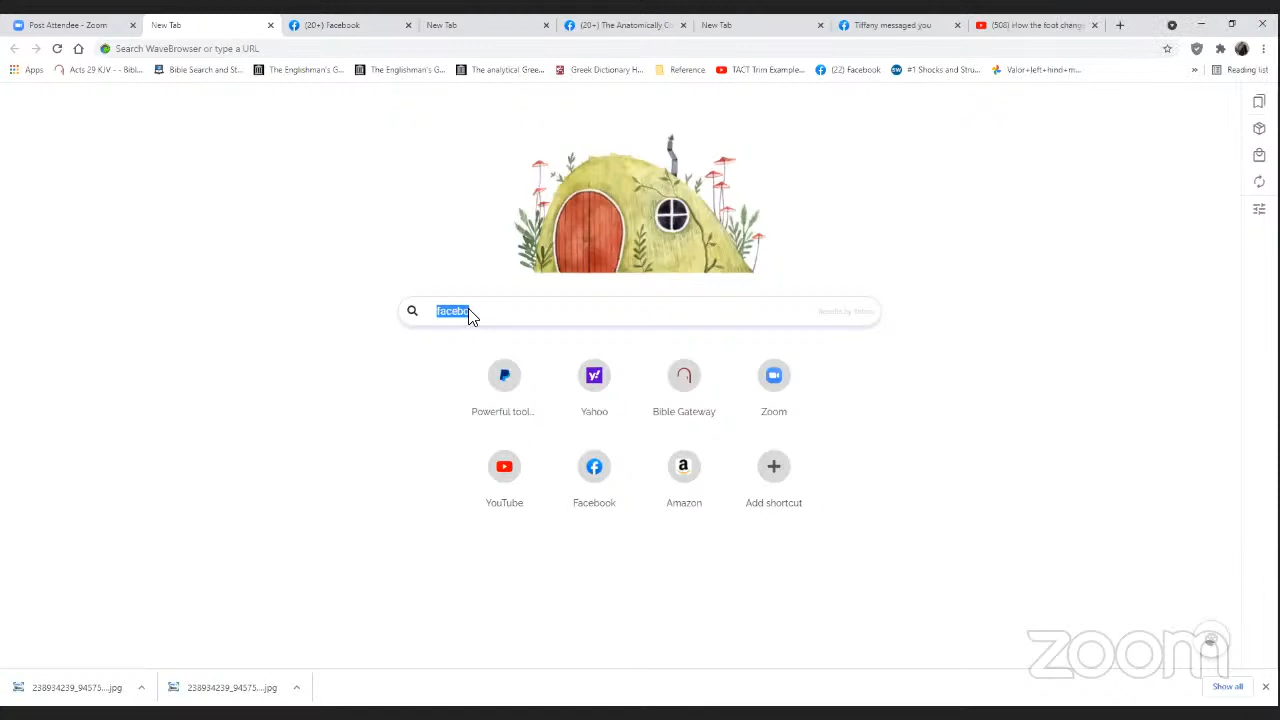 Post Attendee - Zoom
New Tab
(20+) Facebook
New Tab
(20+) The Anatomically C
New Tab
Tiffany messaged you
(508) How the foot chang
Search WaveBrowser or type a URL
Apps
Acts 29 KJV - - Bibl...
Bible Search and St...
The Englishman's G...
The Englishman's G...
The analytical Gree...
Greek Dictionary H...
Reference
TACT Trim Example...
(22) Facebook
#1 Shocks and Stru...
Valor+left+hind+m...
Reading list
facebo
Results by Yahoo
Powerful tool...
Yahoo
Bible Gateway
Zoom
YouTube
Facebook
Amazon
Add shortcut
zoom
238934239_94575....jpg
238934239_94575....jpg
Show all